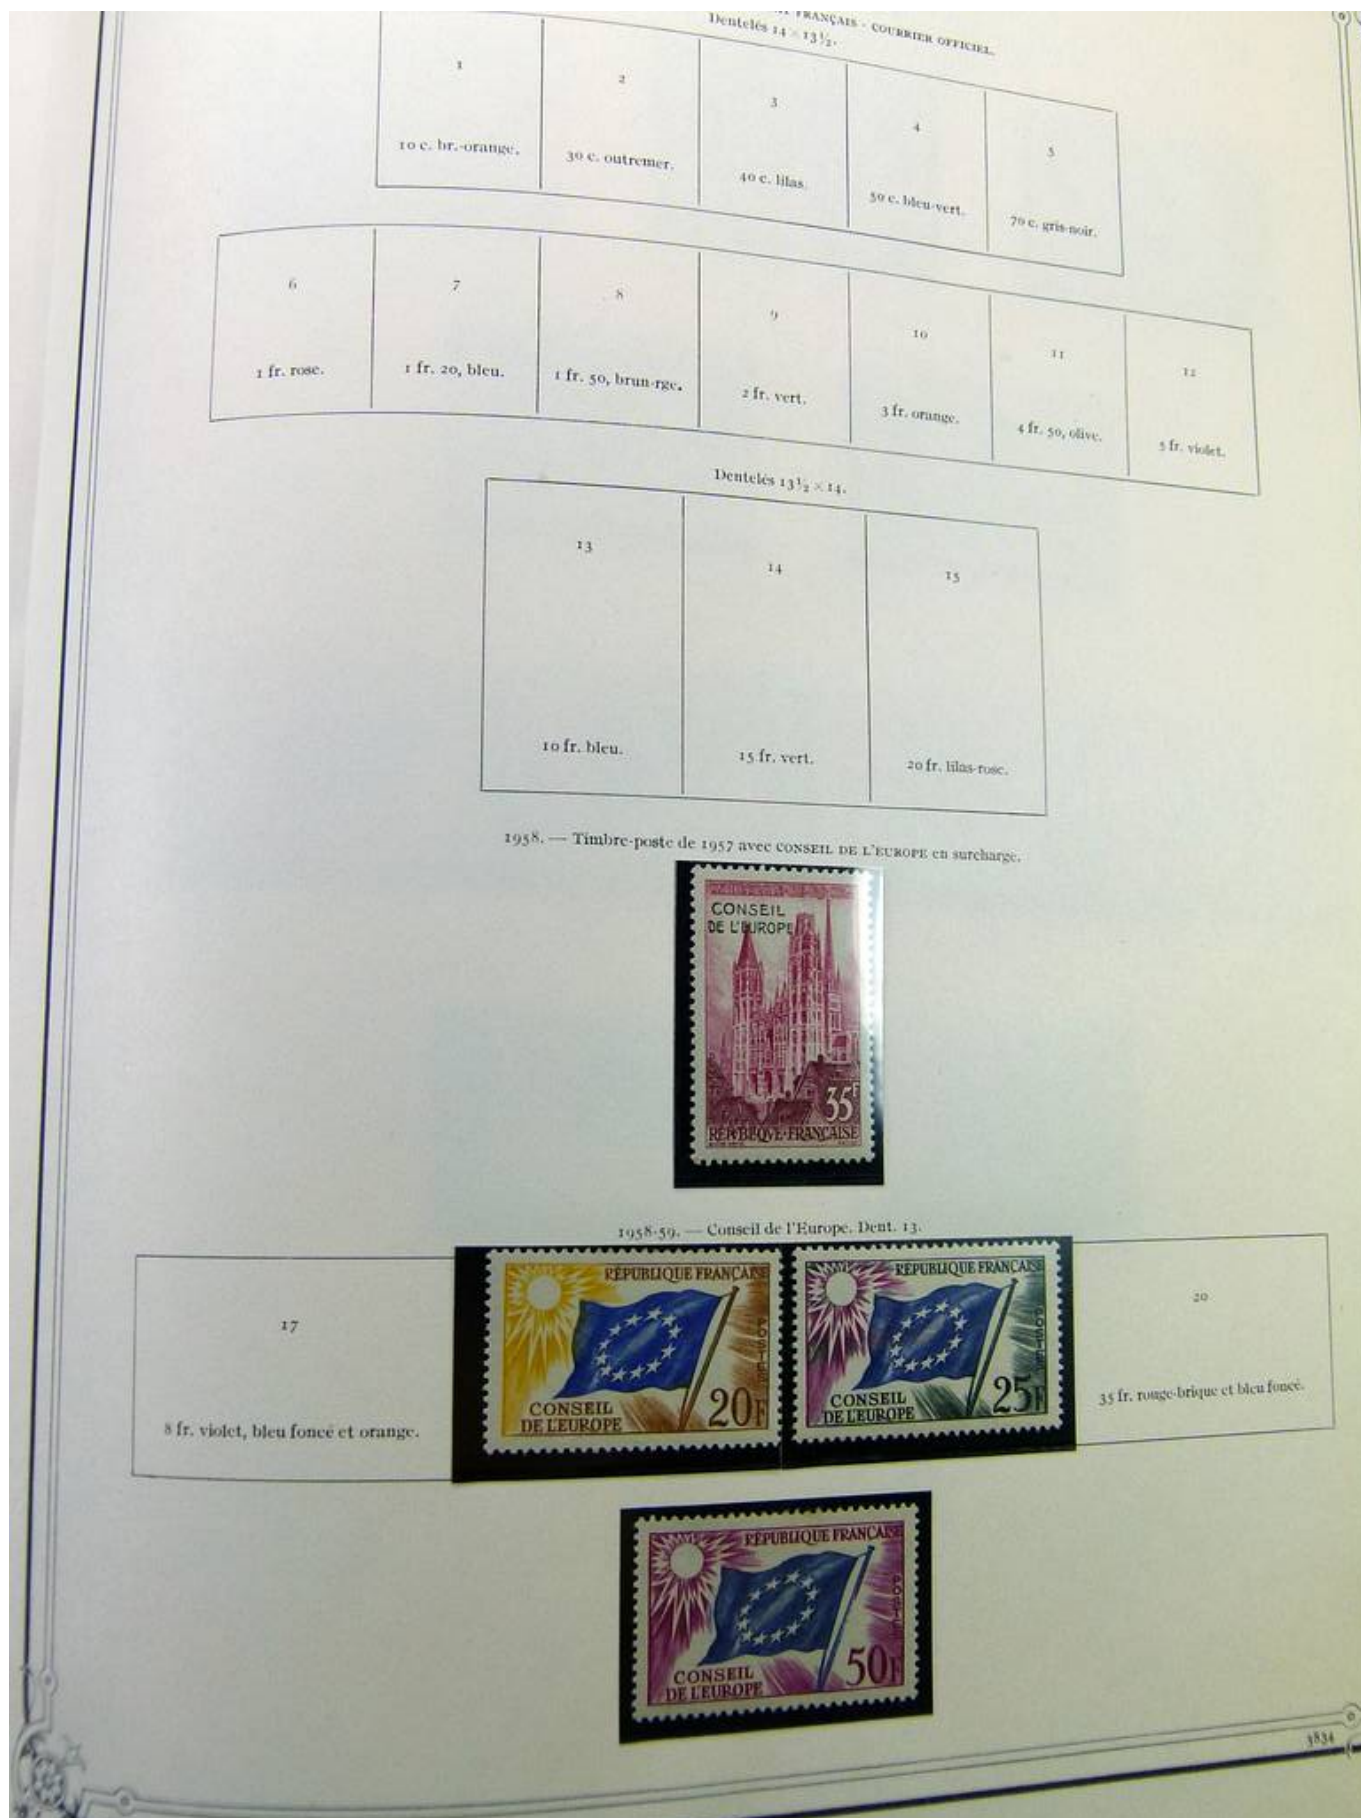 FRANÇAIS - COURRIER OFFICIEL.
Dentelés 14 × 13½.
1
2
3
4
5
10 c. br.-orange.
30 c. outremer.
40 c. lilas.
50 c. bleu-vert.
70 c. gris-noir.
6
7
8
9
10
11
12
1 fr. rose.
1 fr. 20, bleu.
1 fr. 50, brun-rge.
2 fr. vert.
3 fr. orange.
4 fr. 50, olive.
5 fr. violet.
Dentelés 13½ × 14.
13
14
15
10 fr. bleu.
15 fr. vert.
20 fr. lilas-rose.
1958. — Timbre-poste de 1957 avec CONSEIL DE L'EUROPE en surcharge.
CONSEIL
DE L'EUROPE
35F
RÉPUBLIQUE·FRANÇAISE
1958-59. — Conseil de l'Europe. Dent. 13.
17
8 fr. violet, bleu foncé et orange.
RÉPUBLIQUE FRANÇAISE
POSTES
20F
CONSEIL
DE L'EUROPE
RÉPUBLIQUE FRANÇAISE
POSTES
25F
CONSEIL
DE L'EUROPE
20
35 fr. rouge-brique et bleu foncé.
RÉPUBLIQUE FRANÇAISE
POSTES
50F
CONSEIL
DE L'EUROPE
3834